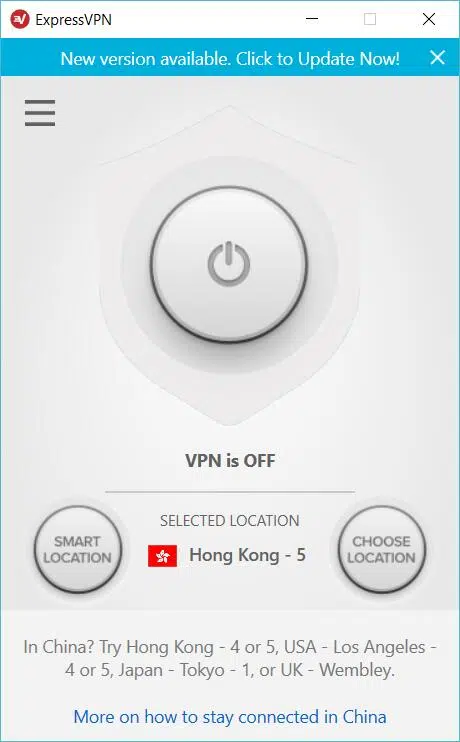 ExpressVPN
New version available. Click to Update Now!
VPN is OFF
SELECTED LOCATION
SMART
LOCATION
Hong Kong - 5
CHOOSE
LOCATION
In China? Try Hong Kong - 4 or 5, USA - Los Angeles -
4 or 5, Japan - Tokyo - 1, or UK - Wembley.
More on how to stay connected in China